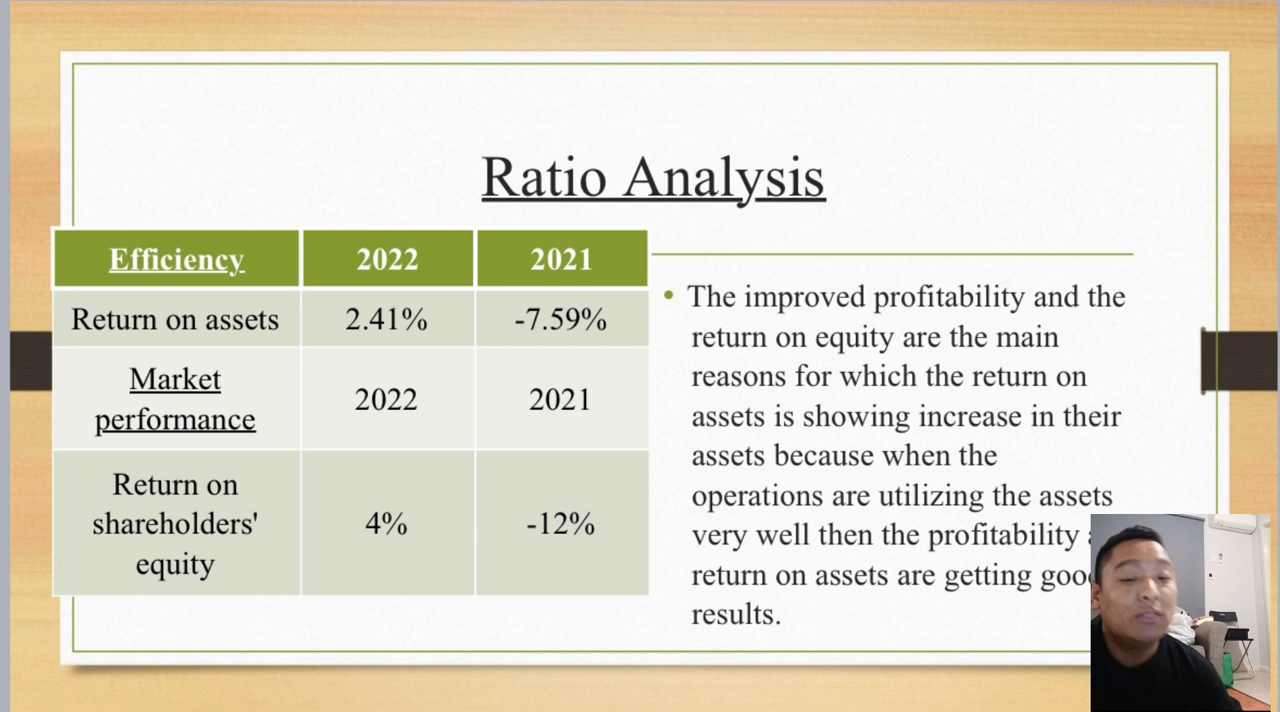 Ratio Analysis
Efficiency 2022 2021
Return on assets 2.41% -7.59%
Market
performance 2022 2021
Return on
shareholders'
equity 4% -12%
• The improved profitability and the
return on equity are the main
reasons for which the return on
assets is showing increase in their
assets because when the
operations are utilizing the assets
very well then the profitability
return on assets are getting
results.